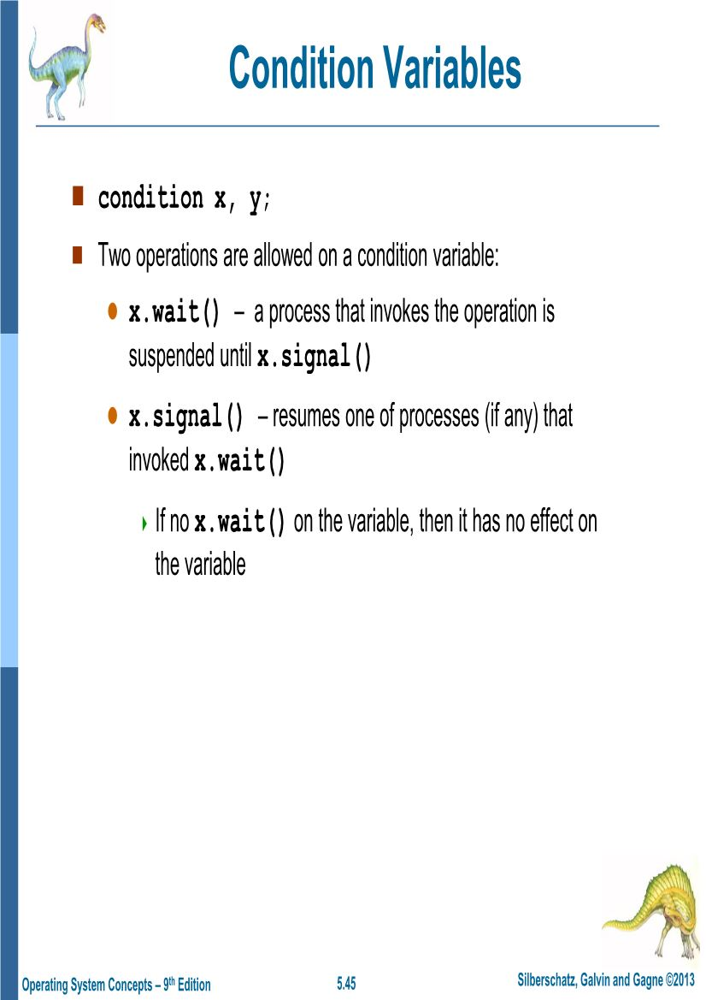 Condition Variables
condition x, y;
Two operations are allowed on a condition variable:
x.wait() – a process that invokes the operation is
suspended until x.signal()
x.signal() – resumes one of processes (if any) that
invoked x.wait()
If no x.wait() on the variable, then it has no effect on
the variable
Operating System Concepts – 9th Edition
5.45
Silberschatz, Galvin and Gagne ©2013